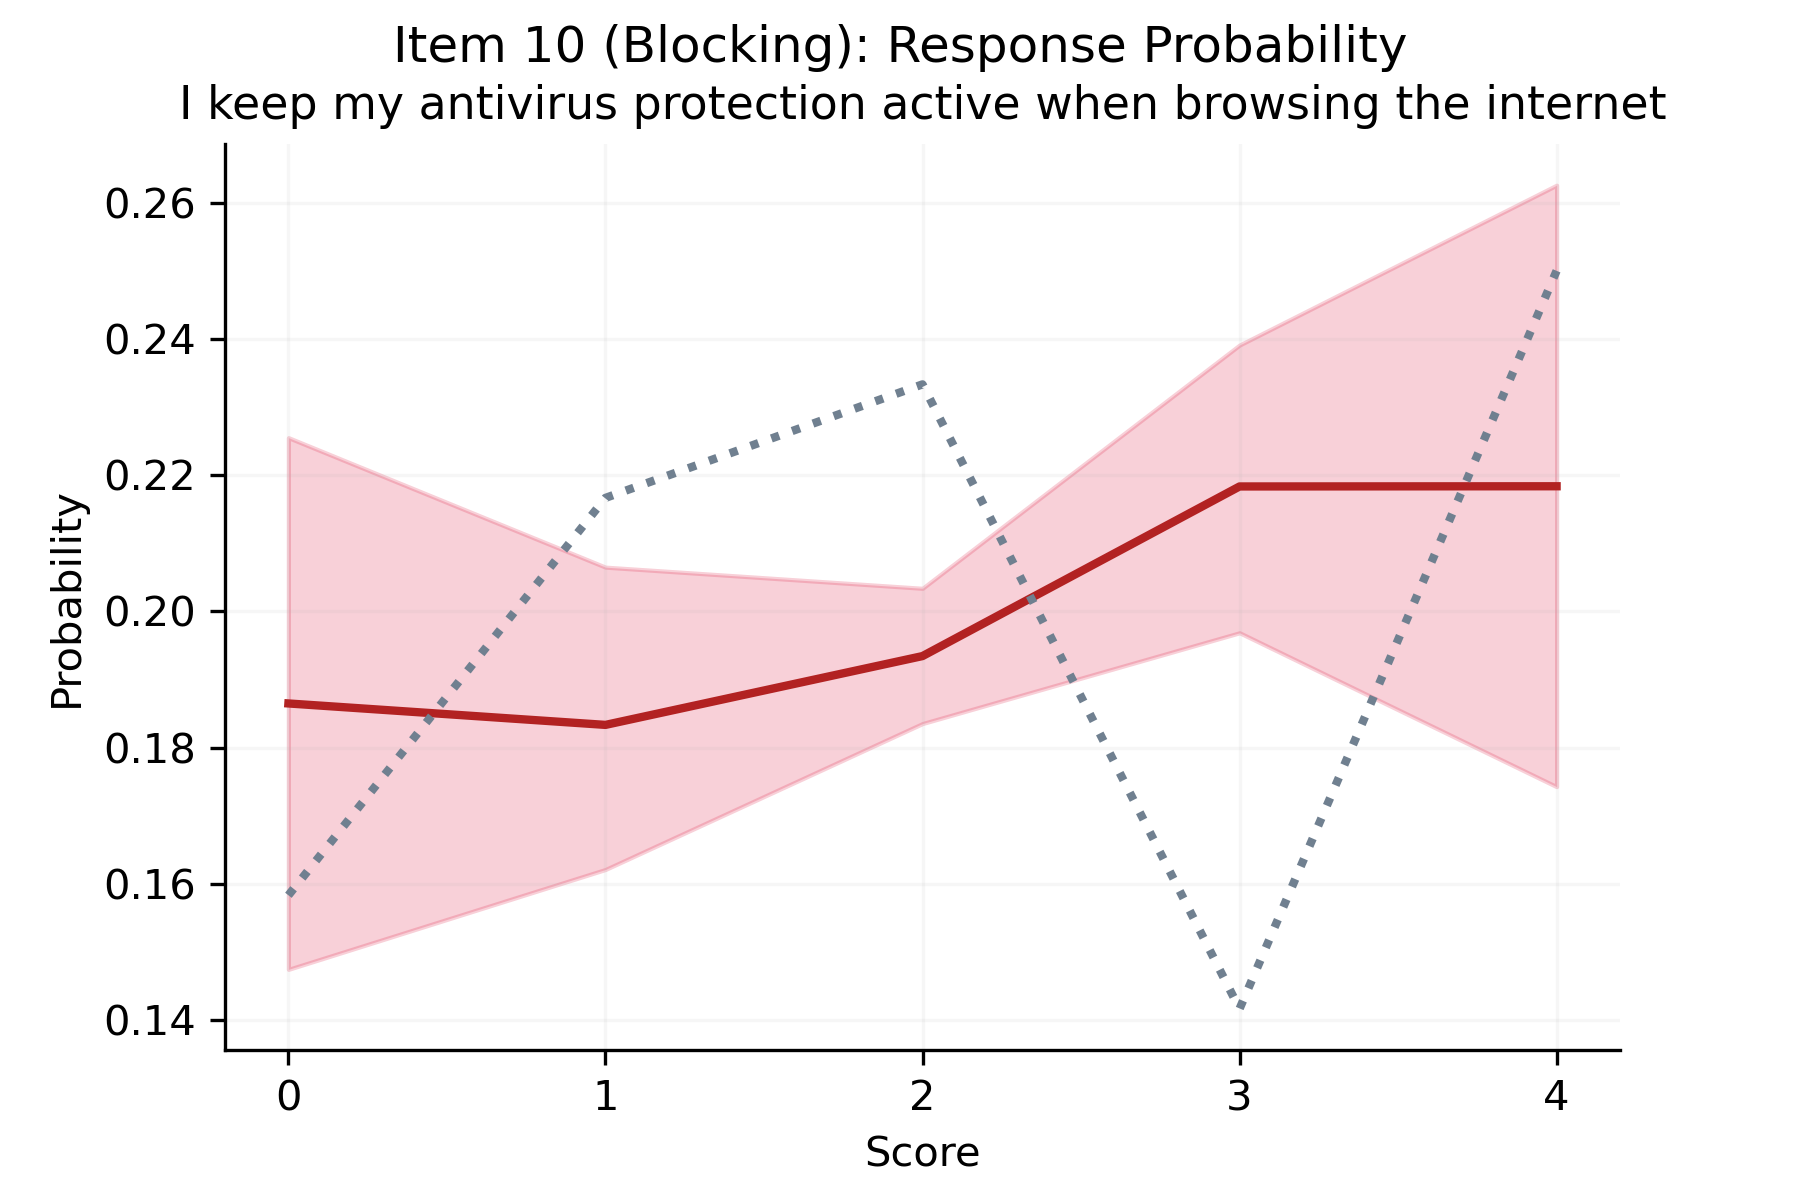 Item 10 (Blocking): Response Probability
I keep my antivirus protection active when browsing the internet
0.26
0.24
0.22
0.20
0.18
0.16
0.14
Probability
0 1 2 3 4
Score